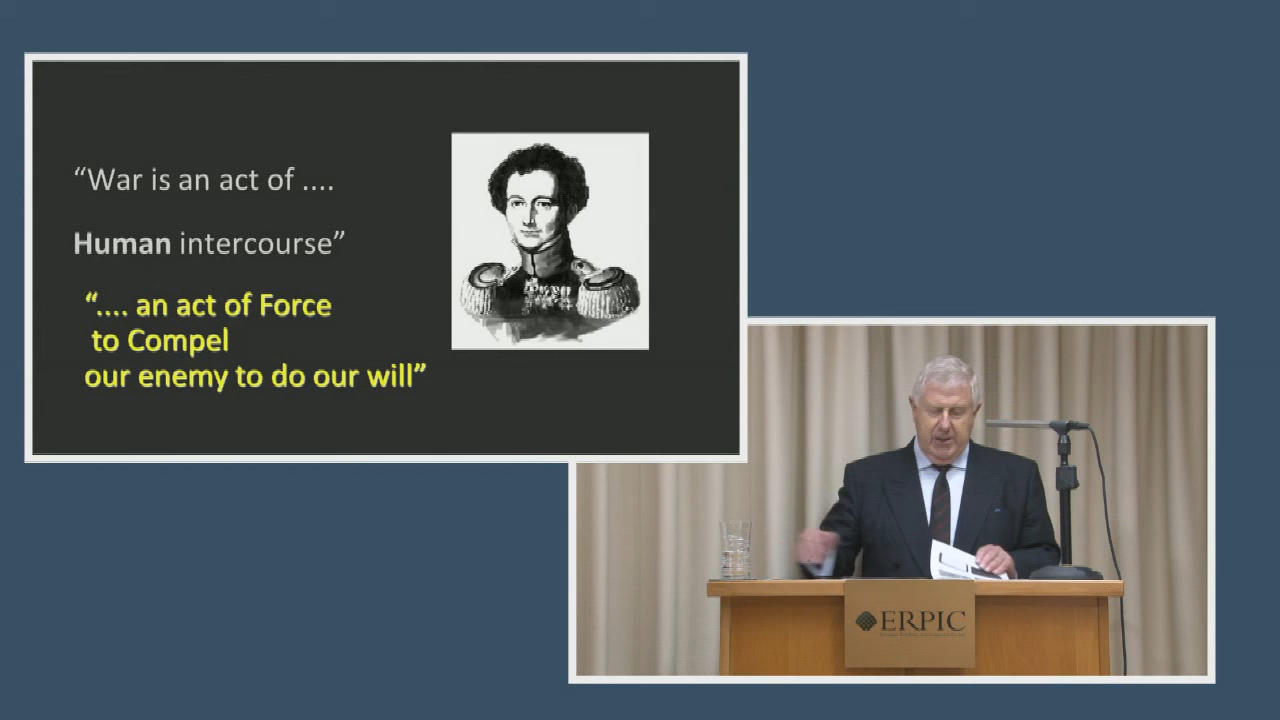 “War is an act of ....
Human intercourse”
“.... an act of Force
to Compel
our enemy to do our will”
ERPIC